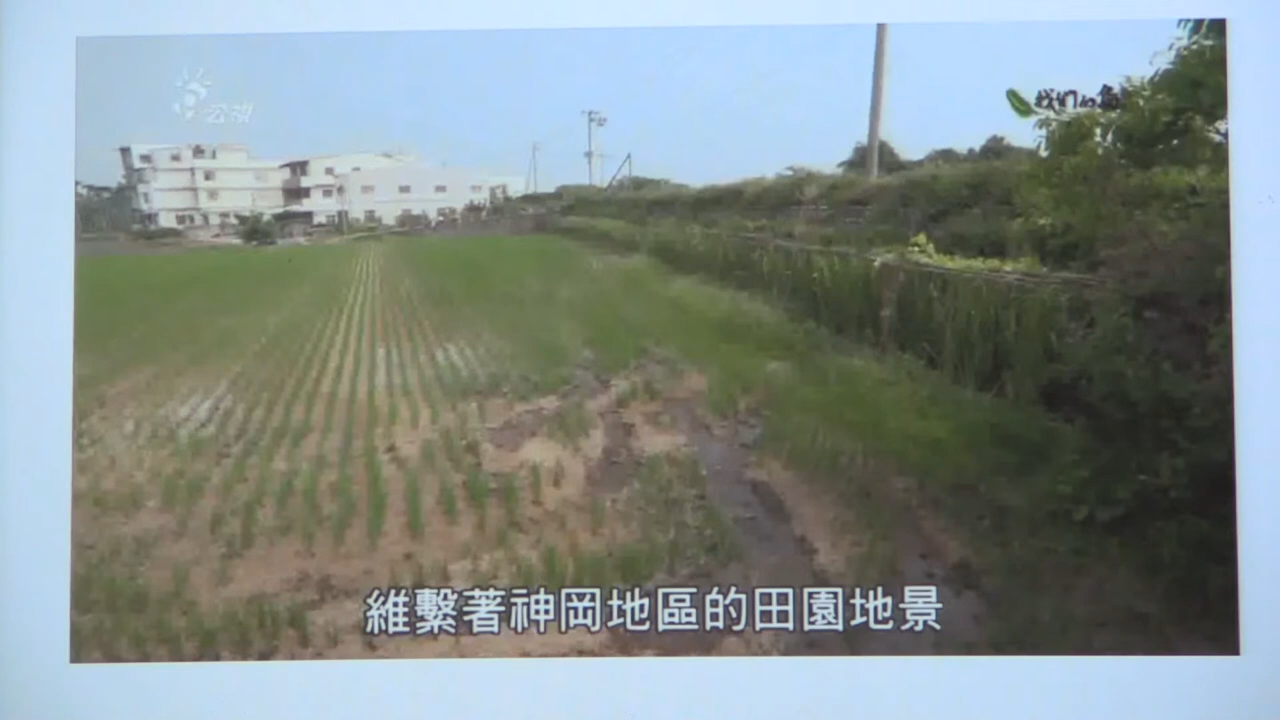 公視
我們的島
維繫著神岡地區的田園地景